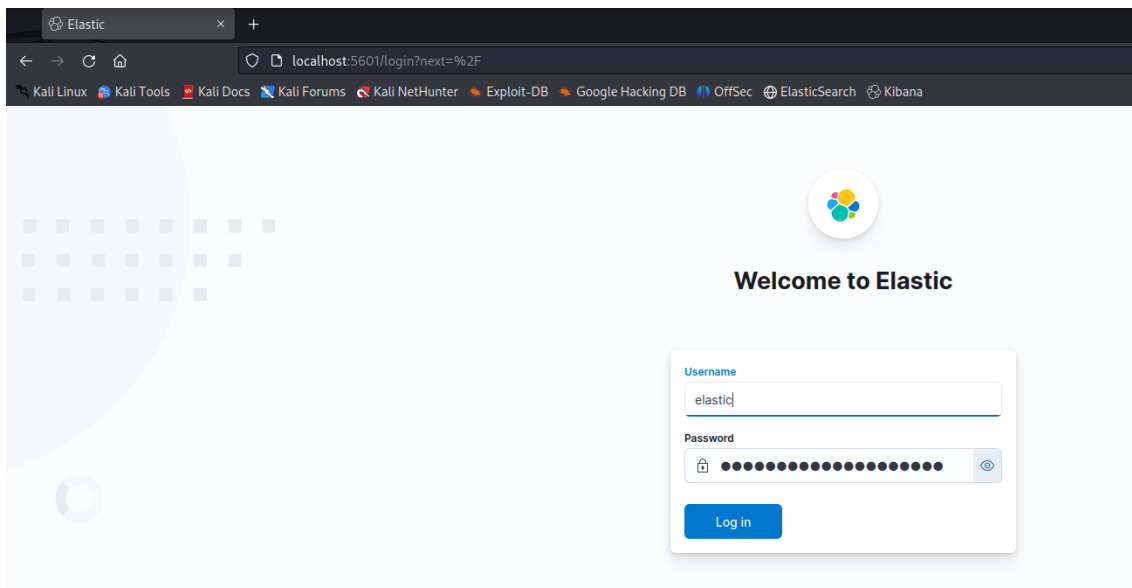 Elastic
localhost:5601/login?next=%2F
Kali Linux Kali Tools Kali Docs Kali Forums Kali NetHunter Exploit-DB Google Hacking DB OffSec ElasticSearch Kibana
Welcome to Elastic
Username
elastic
Password
Log in